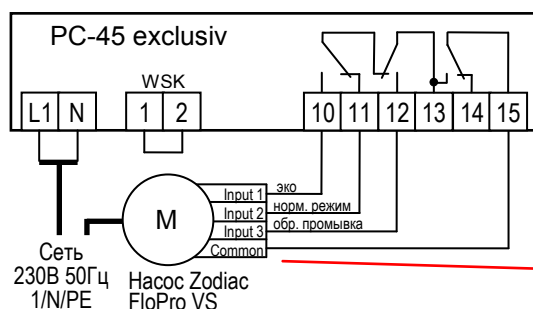 PC-45 exclusiv
WSK
L1 N 1 2 10 11 12 13 14 15
Input 1 эко
Input 2 норм. режим
Input 3 обр. промывка
Common
M
Сеть
230В 50Гц
1/N/PE
Насос Zodiac
FloPro VS